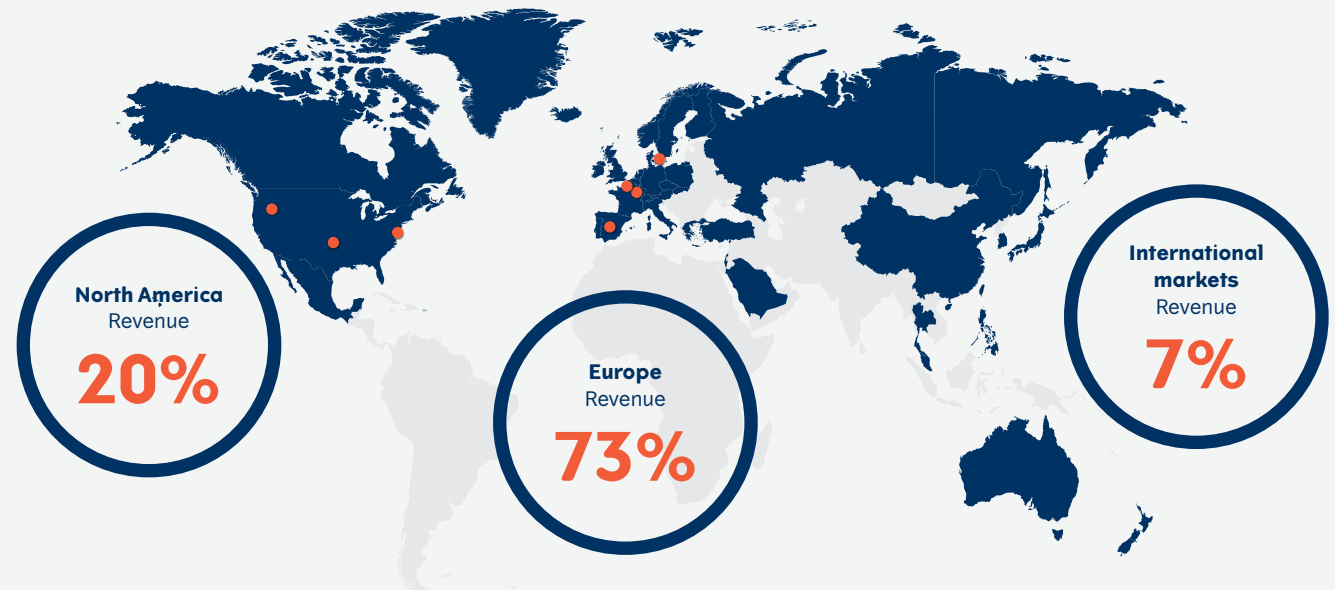 North America
Revenue
20%
Europe
Revenue
73%
International
markets
Revenue
7%